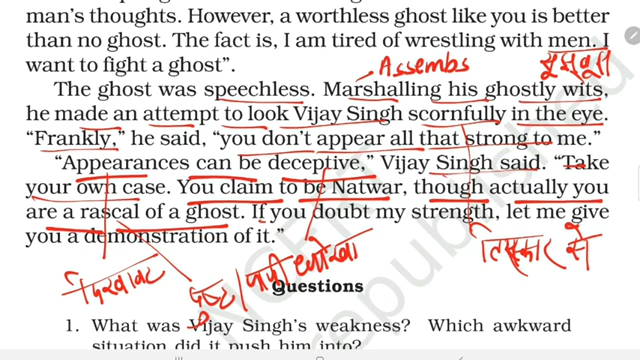 man's thoughts. However, a worthless ghost like you is better
than no ghost. The fact is, I am tired of wrestling with men. I
want to fight a ghost".
Assembs
The ghost was speechless. Marshalling his ghostly wits,
he made an attempt to look Vijay Singh scornfully in the eye.
"Frankly," he said, "you don't appear all that strong to me."
"Appearances can be deceptive," Vijay Singh said. "Take
your own case. You claim to be Natwar, though actually you
are a rascal of a ghost. If you doubt my strength, let me give
you a demonstration of it."
दिखावट
दुष्ट/पापी धोखा
तिरस्कार से
Questions
1. What was Vijay Singh's weakness? Which awkward
situation did it push him into?
republished